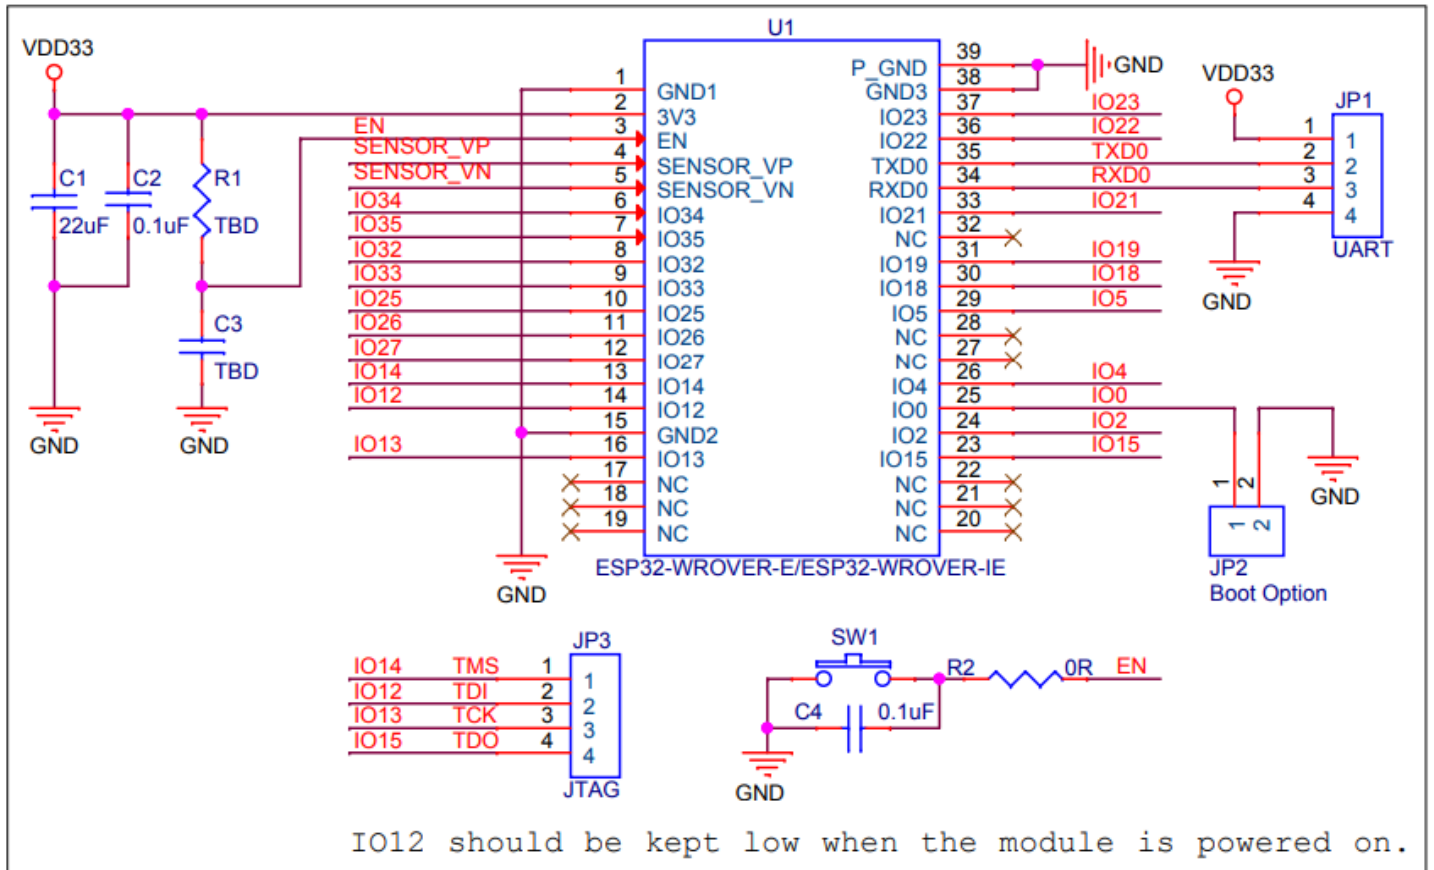 U1
VDD33
39
P_GND
GND
1
GND1
38
GND3
VDD33
JP1
2
3V3
37
IO23
IO23
EN
3
EN
36
IO22
IO22
1
1
SENSOR_VP
4
SENSOR_VP
35
TXD0
TXD0
2
2
SENSOR_VN
5
SENSOR_VN
34
RXD0
RXD0
3
3
IO34
6
IO34
33
IO21
IO21
4
4
UART
IO35
7
IO35
32
NC
IO32
8
IO32
31
IO19
IO19
IO33
9
IO33
30
IO18
IO18
GND
IO25
10
IO25
29
IO5
IO5
IO26
11
IO26
28
NC
IO27
12
IO27
27
NC
IO14
13
IO14
26
IO4
IO4
IO12
14
IO12
25
IO0
IO0
15
GND2
24
IO2
IO2
IO13
16
IO13
23
IO15
IO15
17
NC
22
NC
18
NC
21
NC
19
NC
20
NC
C1
22uF
C2
0.1uF
R1
TBD
C3
TBD
GND
GND
GND
ESP32-WROVER-E/ESP32-WROVER-IE
GND
1
2
1
2
JP2
Boot Option
JP3
IO14 TMS 1 1
IO12 TDI 2 2
IO13 TCK 3 3
IO15 TDO 4 4
JTAG
SW1
R2 0R EN
C4 0.1uF
GND
IO12 should be kept low when the module is powered on.